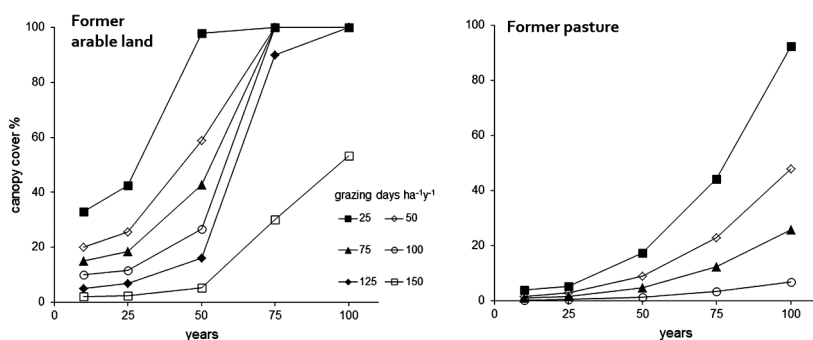 Former
arable land
100
80
60
40
20
0
0 25 50 75 100
canopy cover %
years
grazing days ha⁻¹y⁻¹
25 50
75 100
125 150
Former pasture
100
80
60
40
20
0
0 25 50 75 100
years